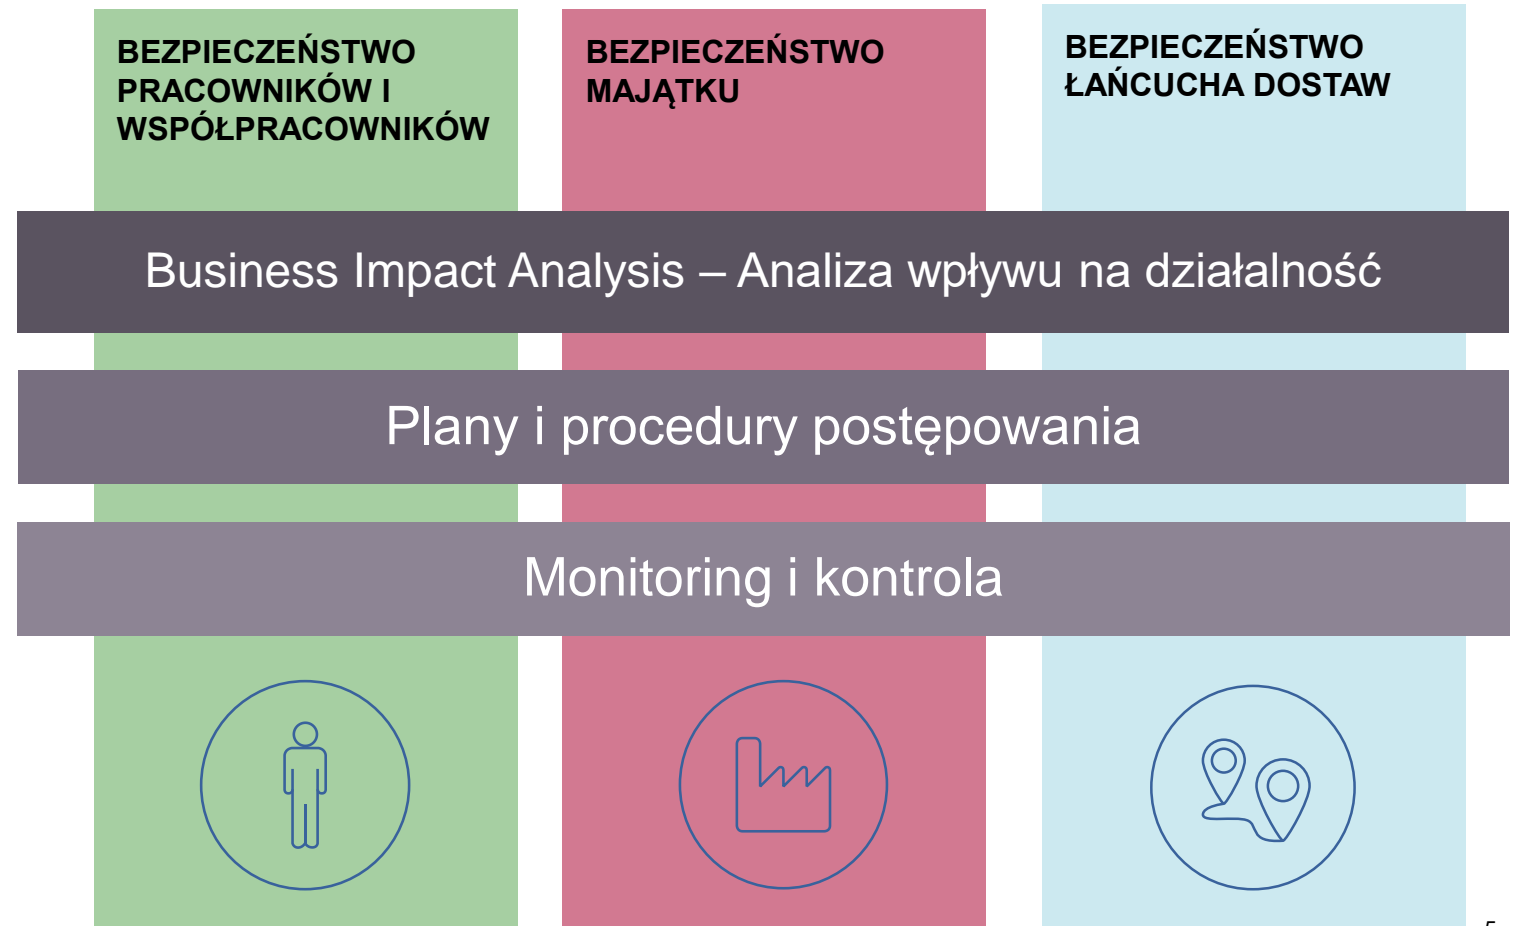 BEZPIECZEŃSTWO
PRACOWNIKÓW I
WSPÓŁPRACOWNIKÓW
BEZPIECZEŃSTWO
MAJĄTKU
BEZPIECZEŃSTWO
ŁAŃCUCHA DOSTAW
Business Impact Analysis – Analiza wpływu na działalność
Plany i procedury postępowania
Monitoring i kontrola